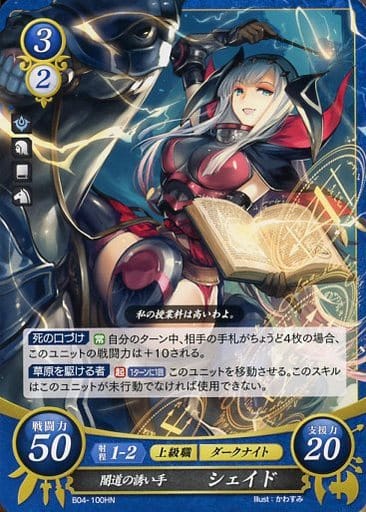 3
2
私の授業料は高いわよ。
死の口づけ 常 自分のターン中、相手の手札がちょうど4枚の場合、
このユニットの戦闘力は+10される。
草原を駆ける者 起 1ターンに1回 このユニットを移動させる。このスキル
はこのユニットが未行動でなければ使用できない。
戦闘力
50
射程 1-2 上級職 ダークナイト
支援力
20
闇道の誘い手 シェイド
B04-100HN Illust:かわすみ